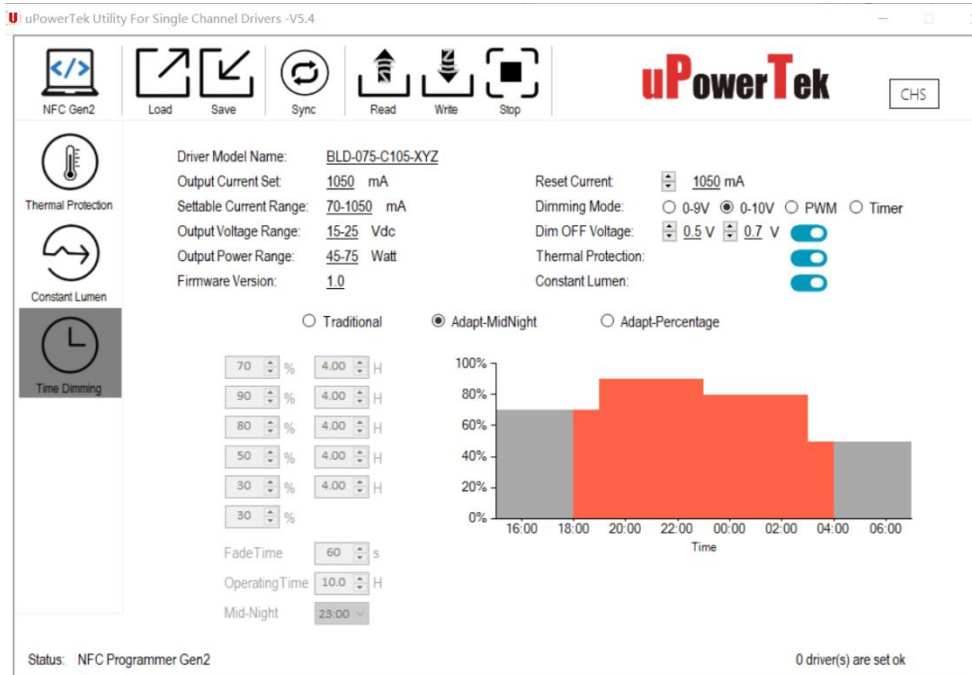 U uPowerTek Utility For Single Channel Drivers -V5.4
</> NFC Gen2 Load Save Sync Read Write Stop uPowerTek CHS
Thermal Protection
Constant Lumen
Time Dimming
Driver Model Name: BLD-075-C105-XYZ
Output Current Set: 1050 mA Reset Current: 1050 mA
Settable Current Range: 70-1050 mA Dimming Mode: 0-9V 0-10V PWM Timer
Output Voltage Range: 15-25 Vdc Dim OFF Voltage: 0.5 V 0.7 V
Output Power Range: 45-75 Watt Thermal Protection:
Firmware Version: 1.0 Constant Lumen:
Traditional Adapt-MidNight Adapt-Percentage
70 % 4.00 H
90 % 4.00 H
80 % 4.00 H
50 % 4.00 H
30 % 4.00 H
30 %
FadeTime 60 s
OperatingTime 10.0 H
Mid-Night 23:00
100%
80%
60%
40%
20%
0%
16:00 18:00 20:00 22:00 00:00 02:00 04:00 06:00
Time
Status: NFC Programmer Gen2 0 driver(s) are set ok